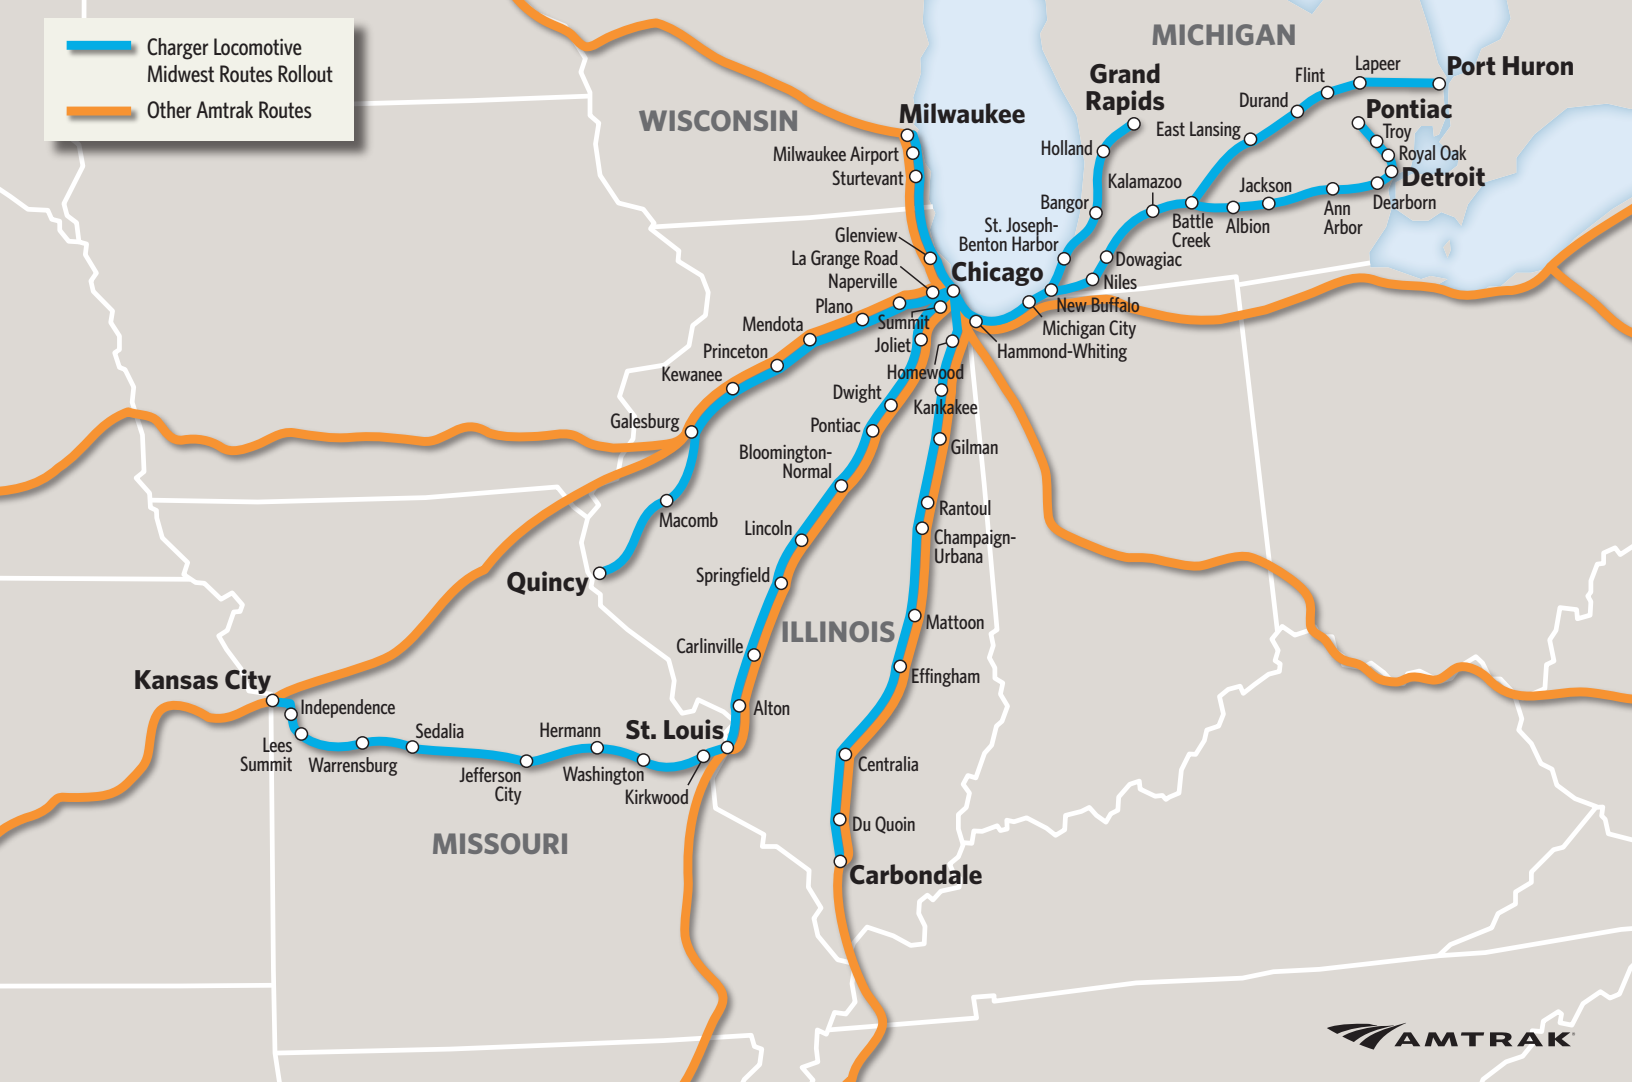 Charger Locomotive
Midwest Routes Rollout
Other Amtrak Routes
MICHIGAN
WISCONSIN
ILLINOIS
MISSOURI
Grand
Rapids
Holland
Bangor
St. Joseph-
Benton Harbor
Port Huron
Lapeer
Flint
Durand
East Lansing
Pontiac
Troy
Royal Oak
Detroit
Dearborn
Ann
Arbor
Jackson
Albion
Battle
Creek
Kalamazoo
Dowagiac
Niles
New Buffalo
Michigan City
Hammond-Whiting
Milwaukee
Milwaukee Airport
Sturtevant
Glenview
Chicago
La Grange Road
Naperville
Plano
Mendota
Princeton
Kewanee
Galesburg
Macomb
Quincy
Summit
Joliet
Dwight
Pontiac
Bloomington-
Normal
Lincoln
Springfield
Carlinville
Alton
St. Louis
Homewood
Kankakee
Gilman
Rantoul
Champaign-
Urbana
Mattoon
Effingham
Centralia
Du Quoin
Carbondale
Kansas City
Independence
Lees
Summit
Warrensburg
Sedalia
Jefferson
City
Hermann
Washington
Kirkwood
AMTRAK